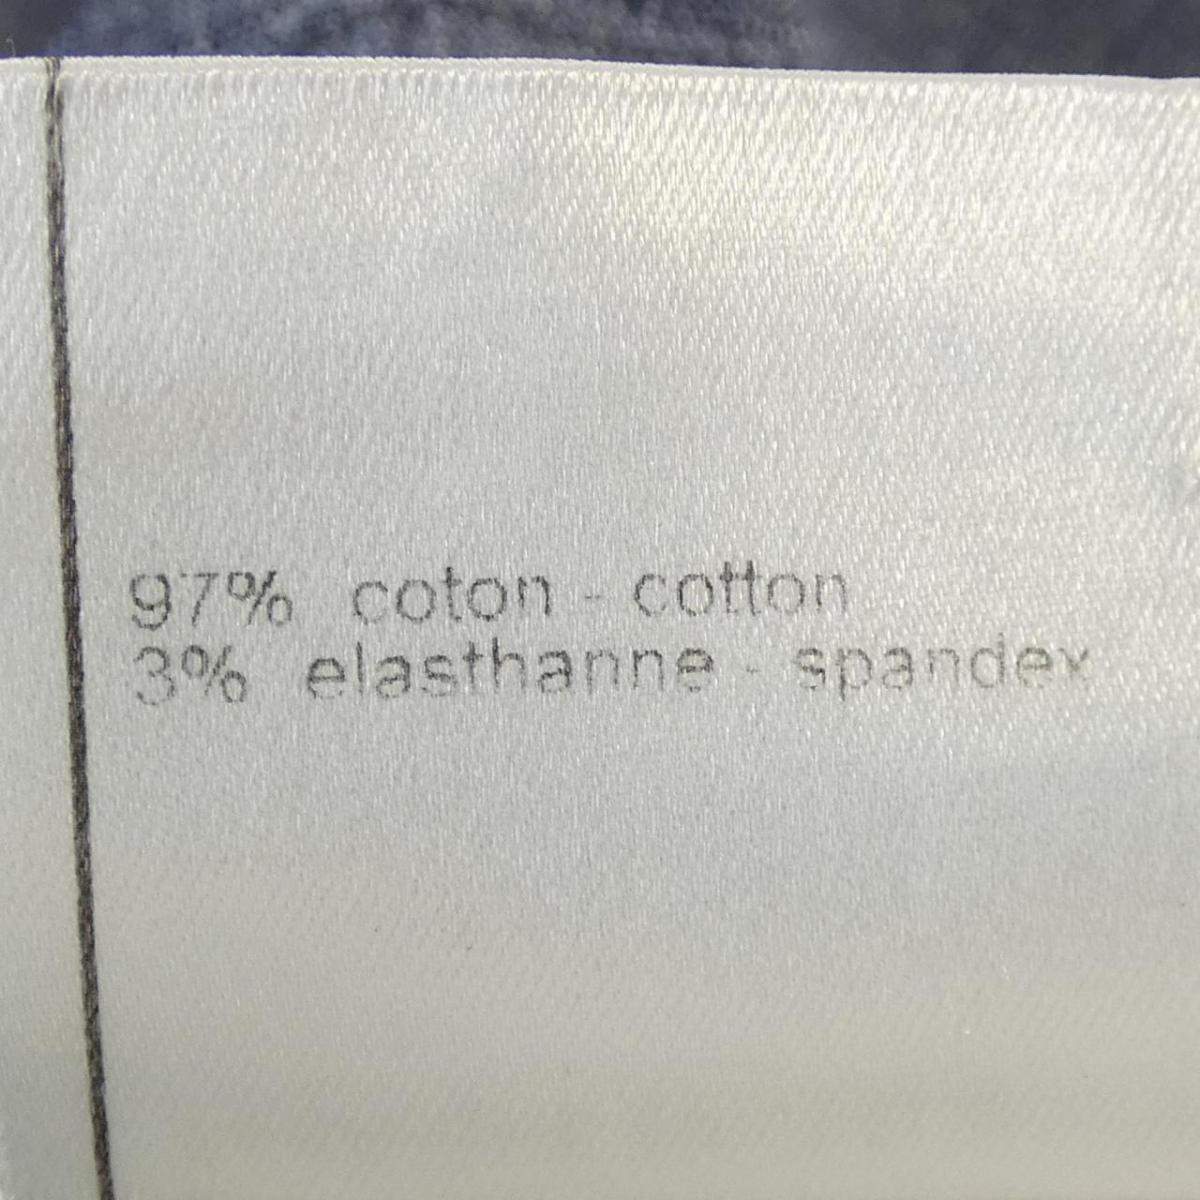 97% coton - cotton
3% elasthanne - spandex